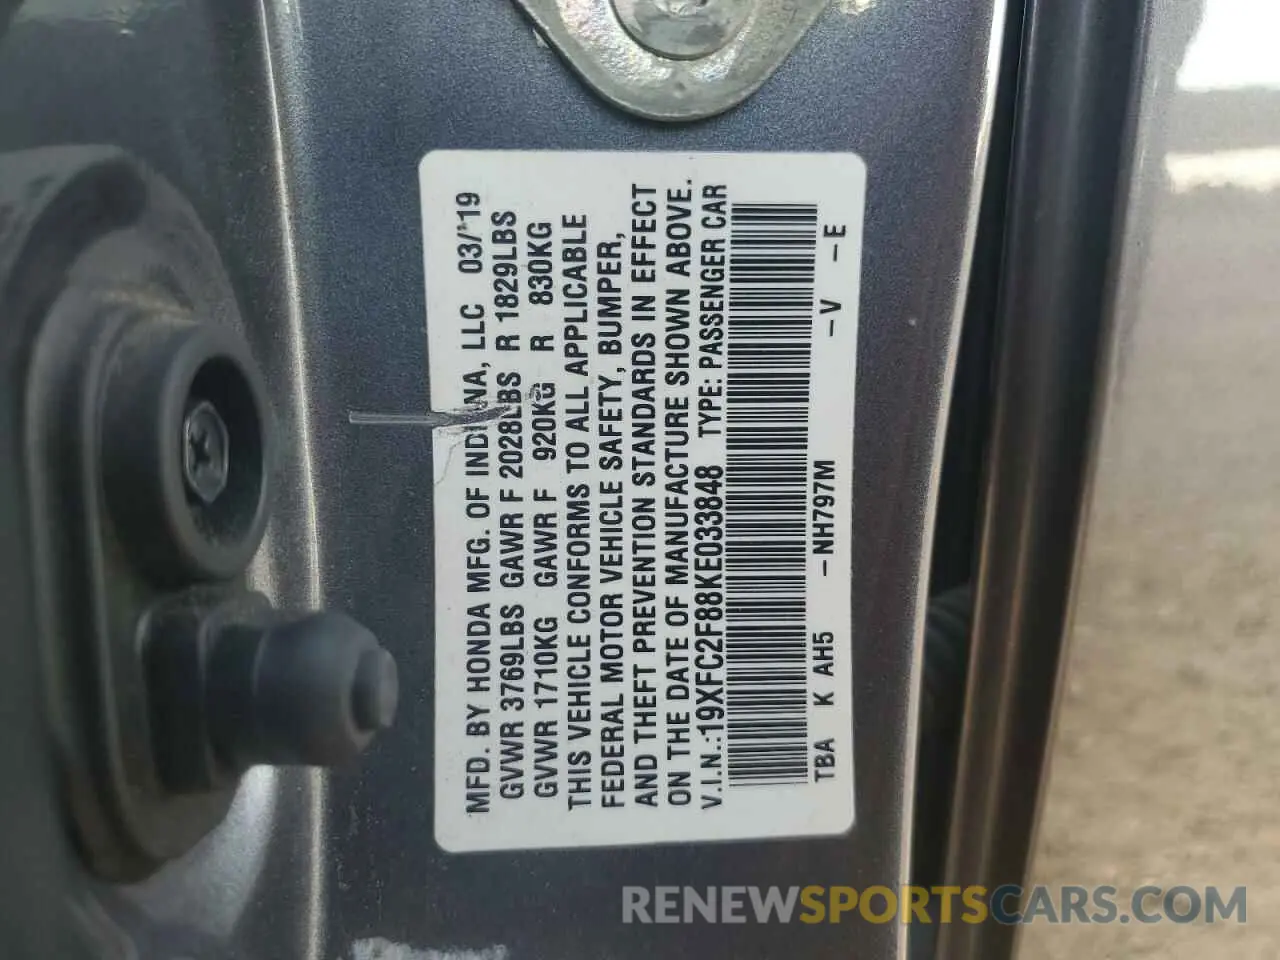 MFD. BY HONDA MFG. OF INDIANA, LLC 03/19
GVWR 3769LBS GAWR F 2028LBS R 1829LBS
GVWR 1710KG GAWR F 920KG R 830KG
THIS VEHICLE CONFORMS TO ALL APPLICABLE
FEDERAL MOTOR VEHICLE SAFETY, BUMPER,
AND THEFT PREVENTION STANDARDS IN EFFECT
ON THE DATE OF MANUFACTURE SHOWN ABOVE.
V.I.N.:19XFC2F88KE033848 TYPE: PASSENGER CAR
TBA K AH5 -NH797M -V -E
RENEWSPORTSCARS.COM